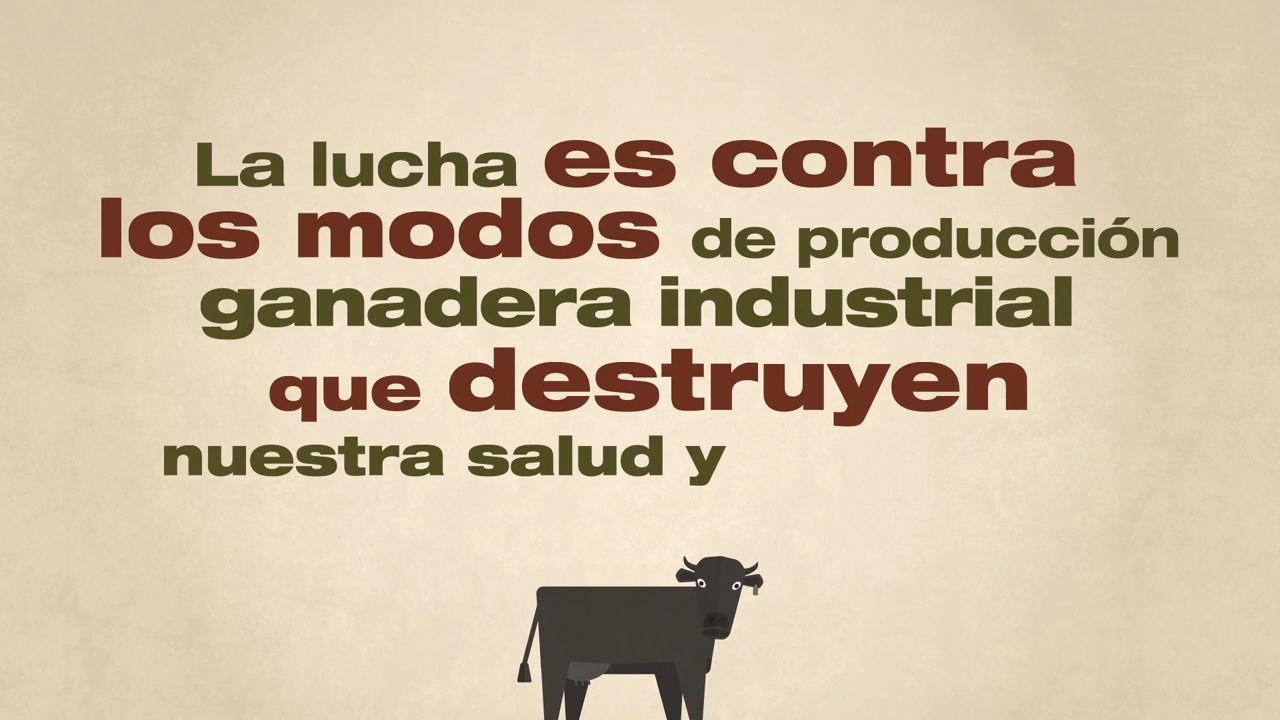 La lucha es contra
los modos de producción
ganadera industrial
que destruyen
nuestra salud y